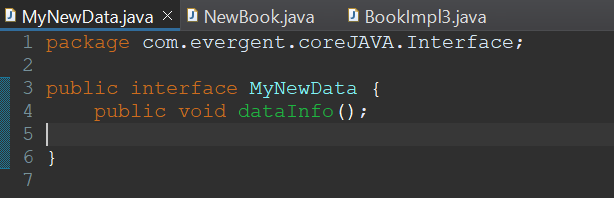 MyNewData.java NewBook.java BookImpl3.java
1 package com.evergent.coreJAVA.Interface;
2
3 public interface MyNewData {
4 public void dataInfo();
5
6 }
7